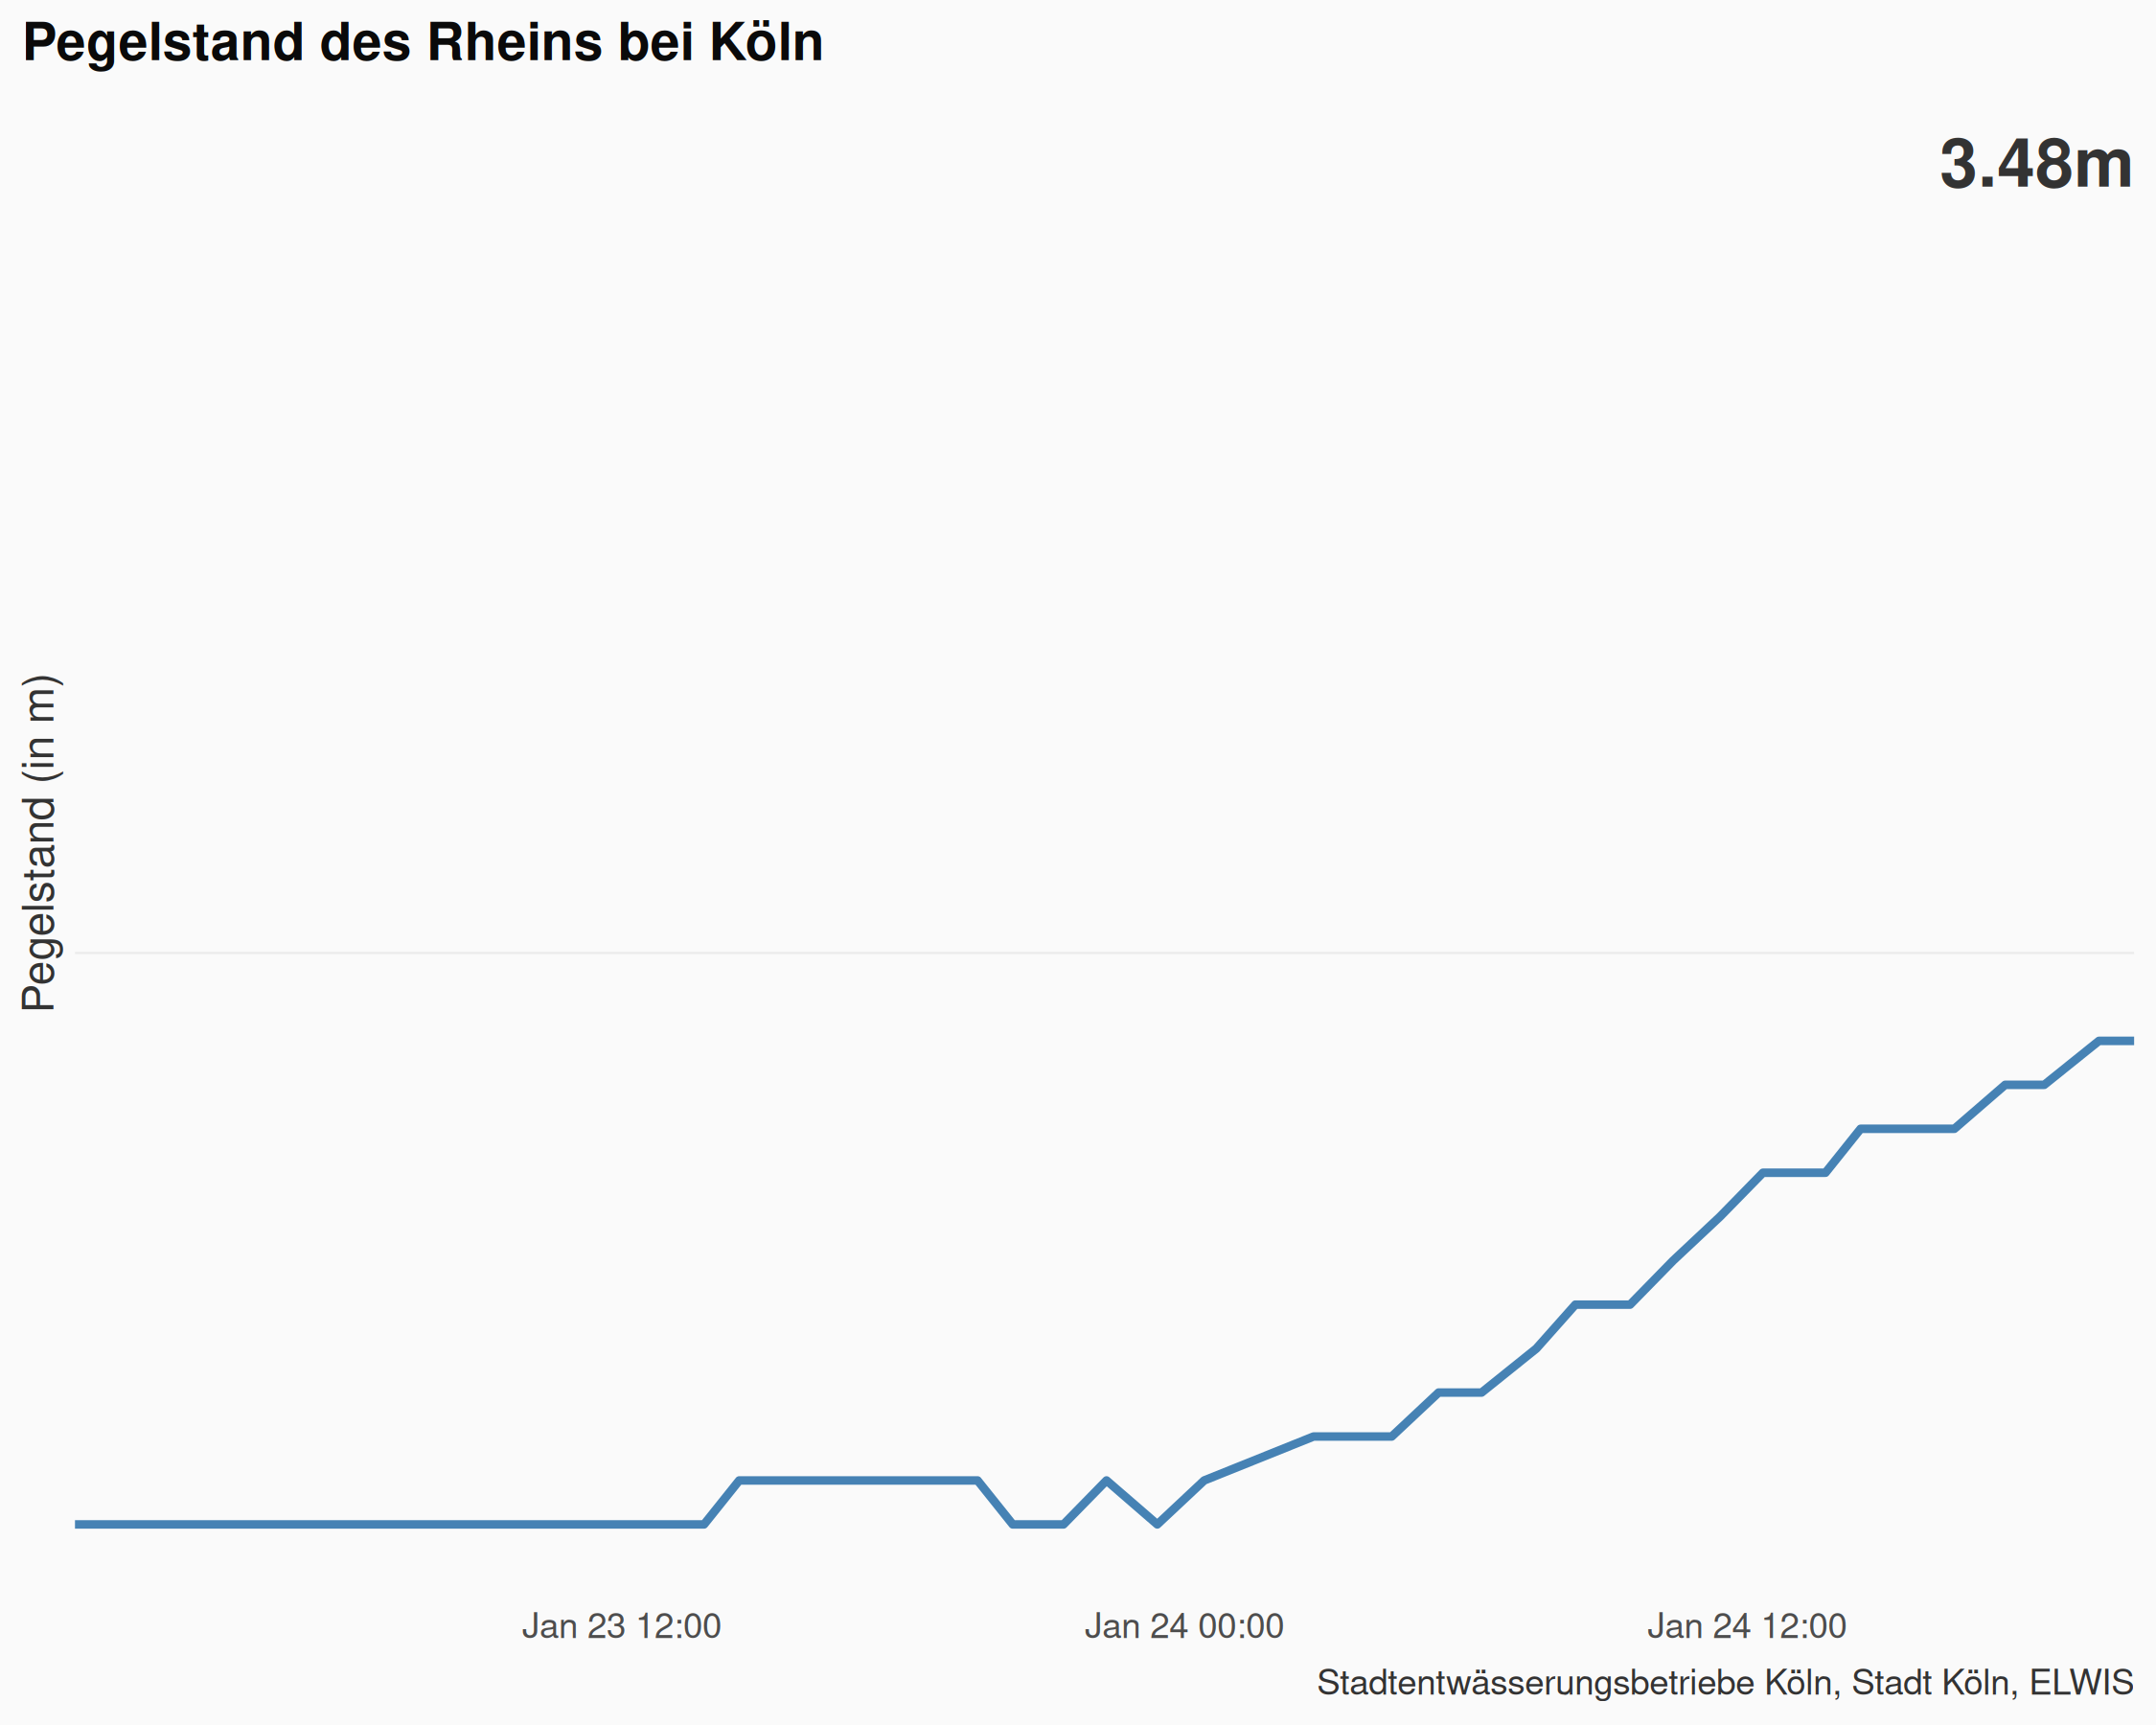 Pegelstand des Rheins bei Köln
3.48m
Pegelstand (in m)
Jan 23 12:00
Jan 24 00:00
Jan 24 12:00
Stadtentwässerungsbetriebe Köln, Stadt Köln, ELWIS